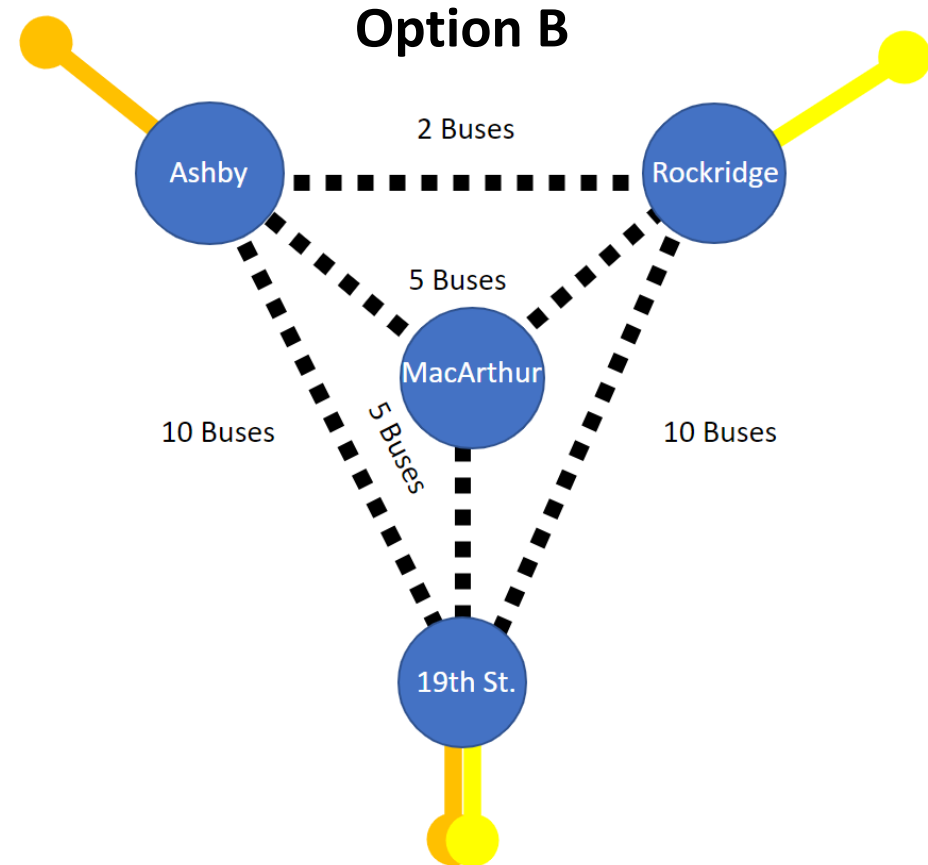 Option B
2 Buses
Ashby
Rockridge
5 Buses
MacArthur
10 Buses
5 Buses
10 Buses
19th St.